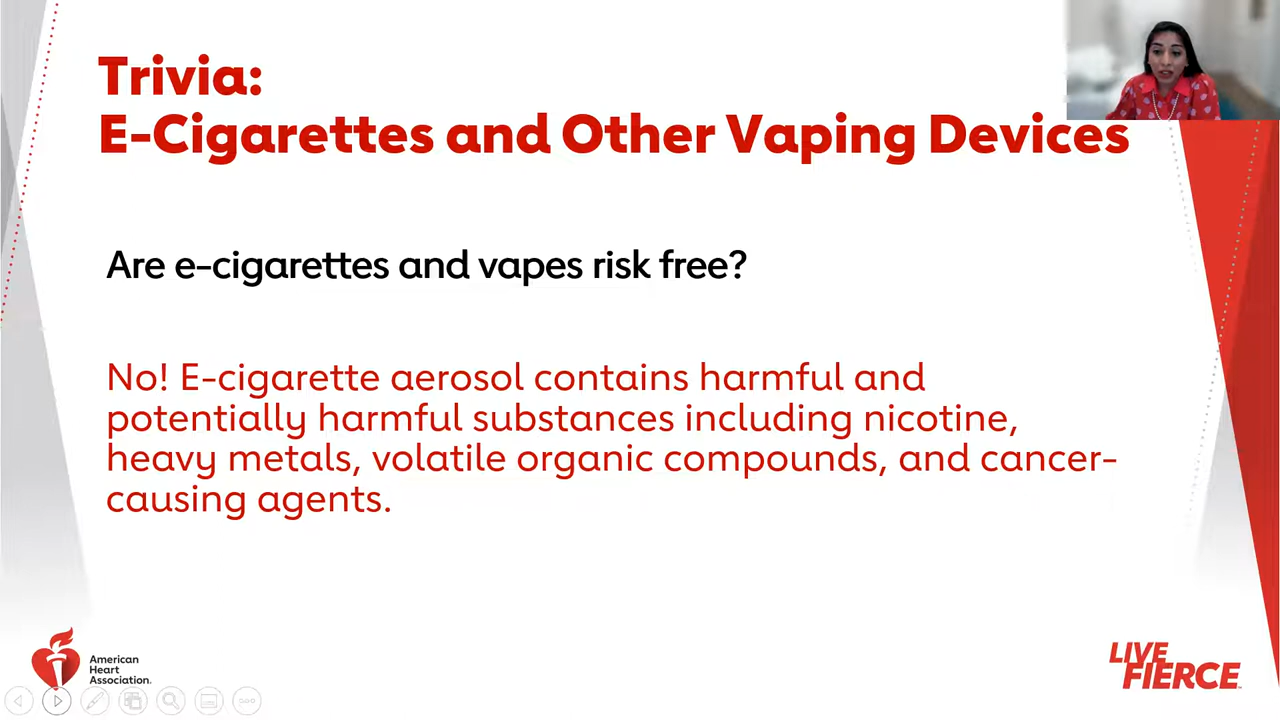 Trivia:
E-Cigarettes and Other Vaping Devices
Are e-cigarettes and vapes risk free?
No! E-cigarette aerosol contains harmful and
potentially harmful substances including nicotine,
heavy metals, volatile organic compounds, and cancer-
causing agents.
American
Heart
Association.
LIVE
FIERCE™